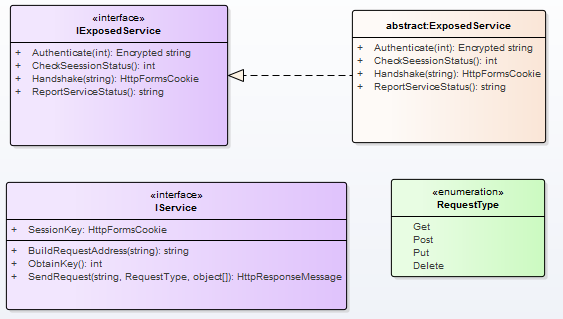 «interface»
IExposedService
+ Authenticate(int): Encrypted string
+ CheckSeessionStatus(): int
+ Handshake(string): HttpFormsCookie
+ ReportServiceStatus(): string
abstract:ExposedService
+ Authenticate(int): Encrypted string
+ CheckSeessionStatus(): int
+ Handshake(string): HttpFormsCookie
+ ReportServiceStatus(): string
«interface»
IService
+ SessionKey: HttpFormsCookie
+ BuildRequestAddress(string): string
+ ObtainKey(): int
+ SendRequest(string, RequestType, object[]): HttpResponseMessage
«enumeration»
RequestType
Get
Post
Put
Delete